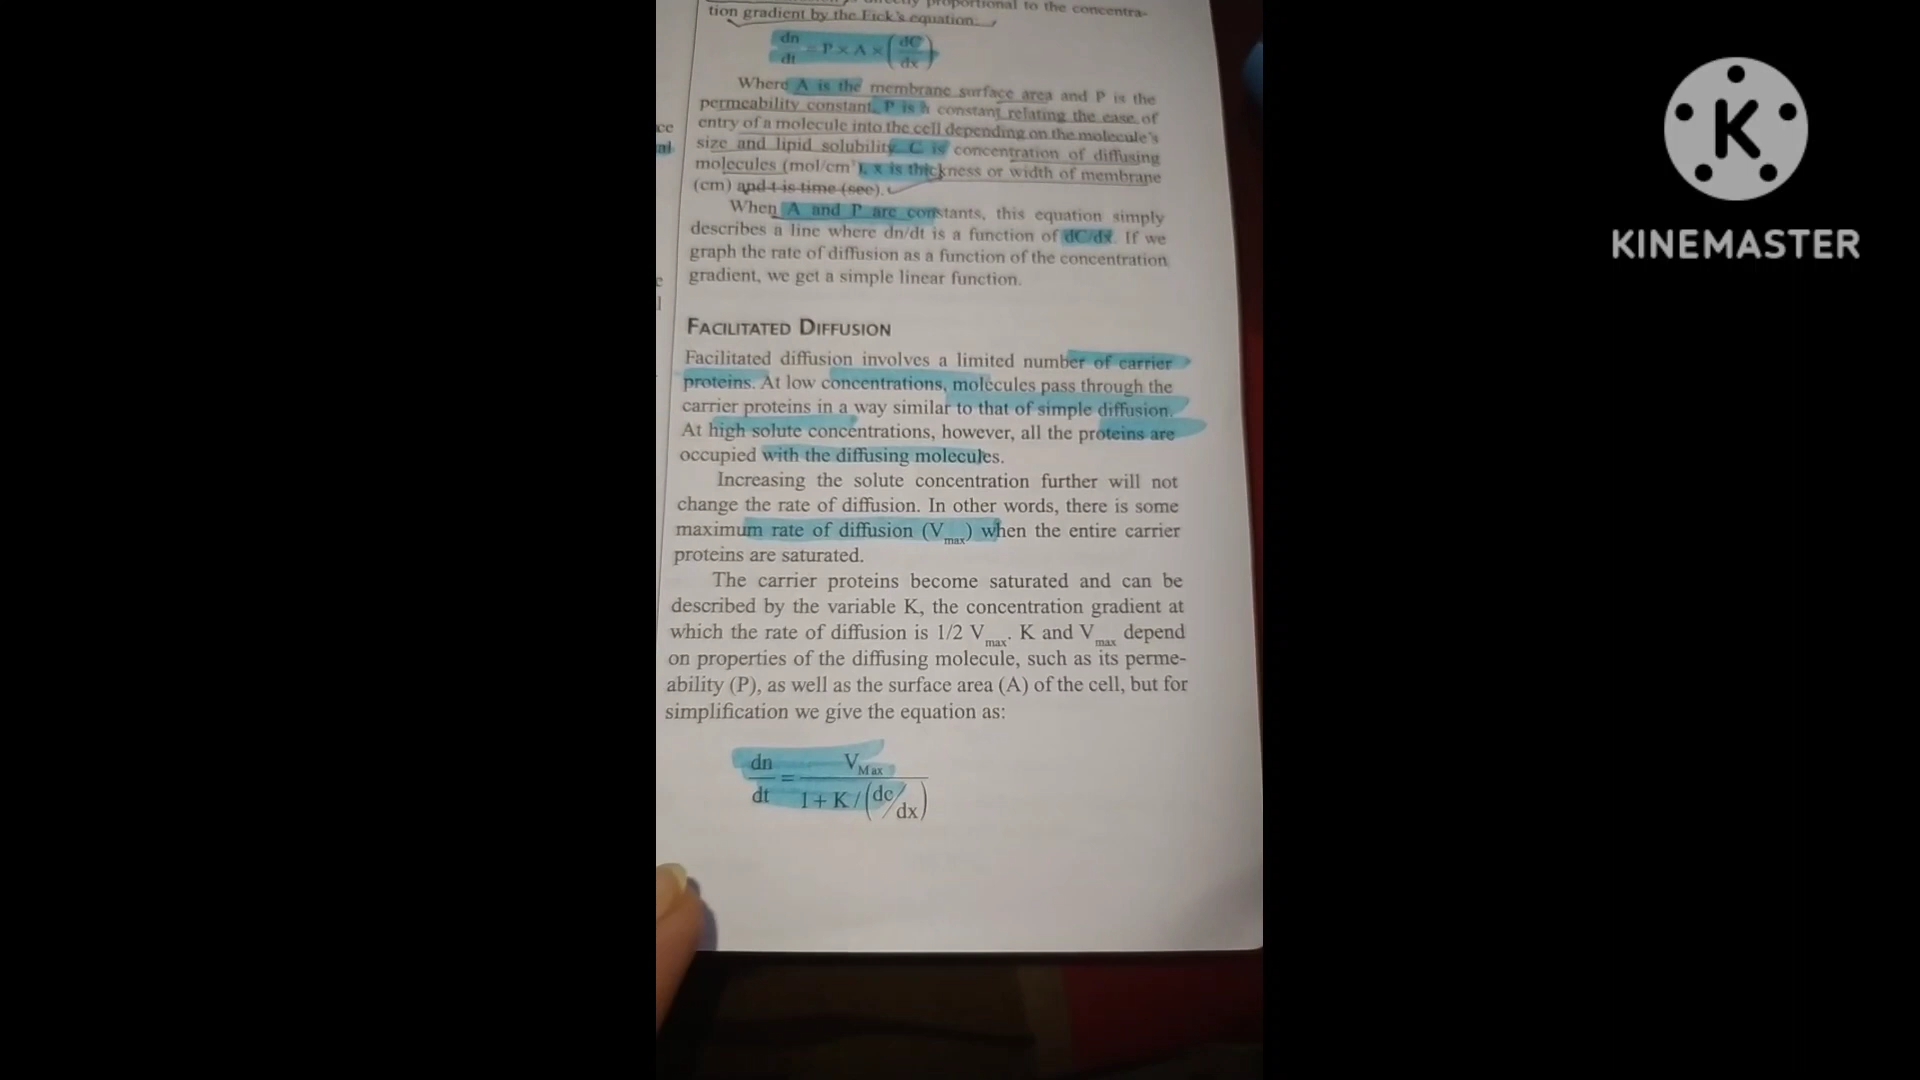 directly proportional to the concentra-
tion gradient by the Fick's equation.
dn/dt = P × A × (dC/dx)
Where A is the membrane surface area and P is the
permeability constant. P is a constant relating the ease of
entry of a molecule into the cell depending on the molecule's
size and lipid solubility. C is concentration of diffusing
molecules (mol/cm³), x is thickness or width of membrane
(cm) and t is time (sec).
When A and P are constants, this equation simply
describes a line where dn/dt is a function of dC/dx. If we
graph the rate of diffusion as a function of the concentration
gradient, we get a simple linear function.
FACILITATED DIFFUSION
Facilitated diffusion involves a limited number of carrier
proteins. At low concentrations, molecules pass through the
carrier proteins in a way similar to that of simple diffusion.
At high solute concentrations, however, all the proteins are
occupied with the diffusing molecules.
Increasing the solute concentration further will not
change the rate of diffusion. In other words, there is some
maximum rate of diffusion (Vmax) when the entire carrier
proteins are saturated.
The carrier proteins become saturated and can be
described by the variable K, the concentration gradient at
which the rate of diffusion is 1/2 Vmax. K and Vmax depend
on properties of the diffusing molecule, such as its perme-
ability (P), as well as the surface area (A) of the cell, but for
simplification we give the equation as:
dn/dt = VMax / 1 + K / (dc/dx)
ce
al
e
l
K
KINEMASTER